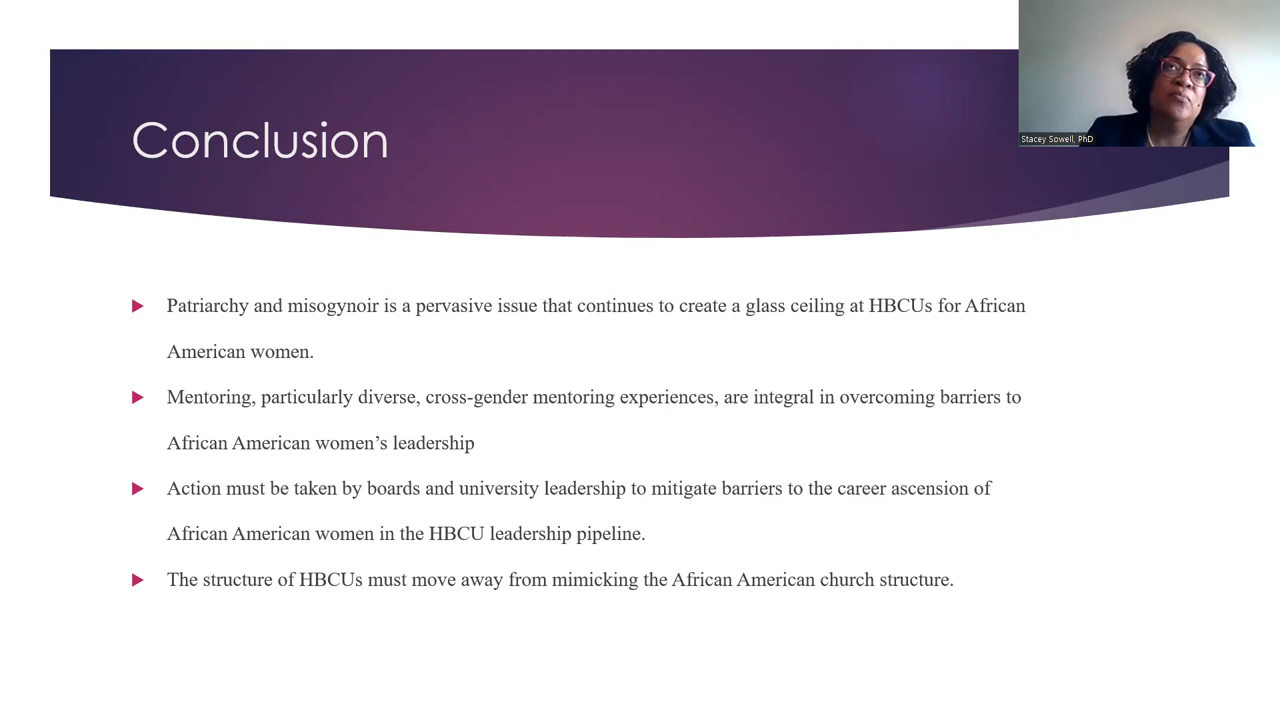 Stacey Sowell, PhD
Conclusion
Patriarchy and misogynoir is a pervasive issue that continues to create a glass ceiling at HBCUs for African
American women.
Mentoring, particularly diverse, cross-gender mentoring experiences, are integral in overcoming barriers to
African American women’s leadership
Action must be taken by boards and university leadership to mitigate barriers to the career ascension of
African American women in the HBCU leadership pipeline.
The structure of HBCUs must move away from mimicking the African American church structure.